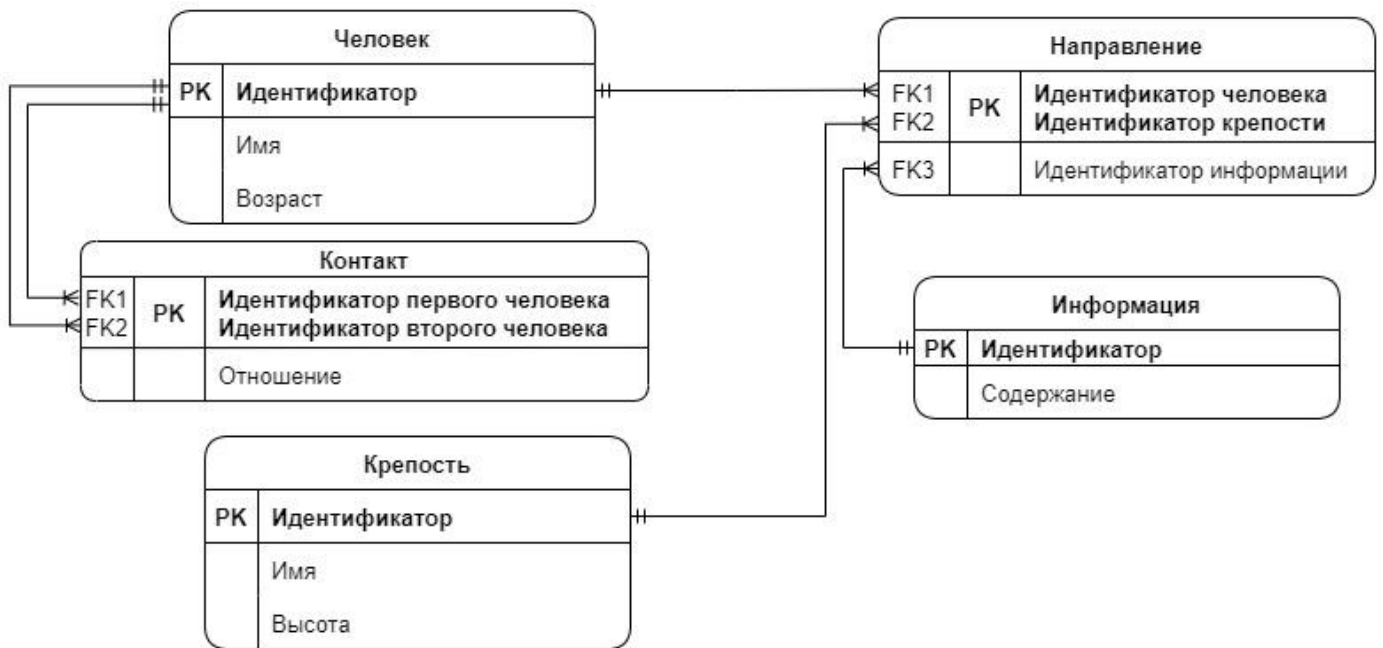 Человек
PK Идентификатор
Имя
Возраст
Направление
FK1 PK Идентификатор человека
FK2 Идентификатор крепости
FK3 Идентификатор информации
Контакт
FK1 PK Идентификатор первого человека
FK2 Идентификатор второго человека
Отношение
Информация
PK Идентификатор
Содержание
Крепость
PK Идентификатор
Имя
Высота